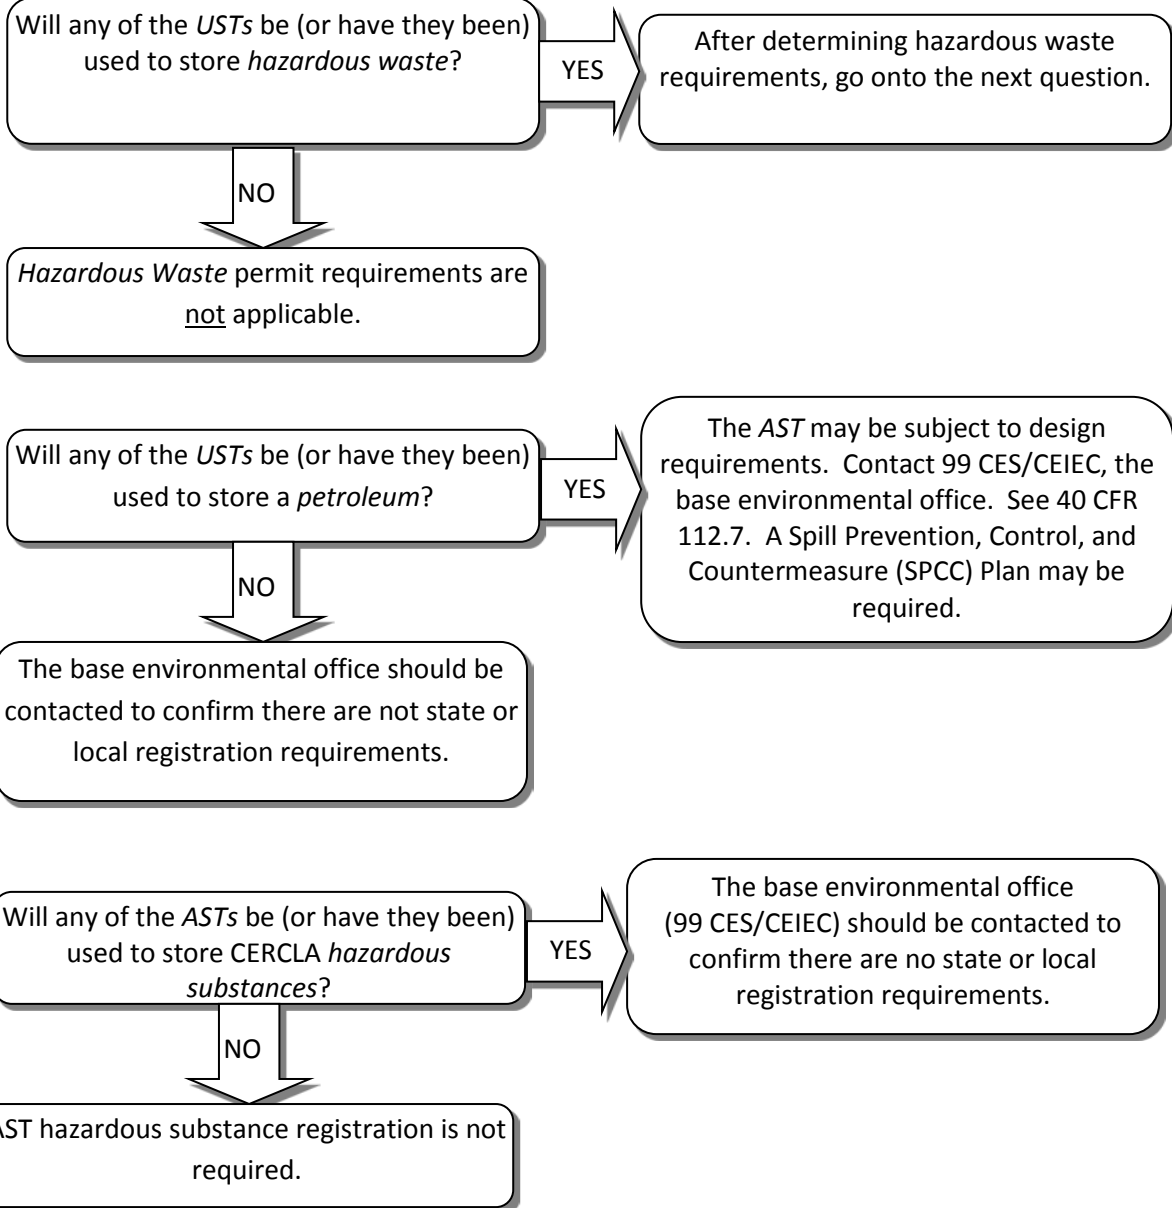 Will any of the USTs be (or have they been)
used to store hazardous waste?
YES
After determining hazardous waste
requirements, go onto the next question.
NO
Hazardous Waste permit requirements are
not applicable.
Will any of the USTs be (or have they been)
used to store a petroleum?
YES
The AST may be subject to design
requirements. Contact 99 CES/CEIEC, the
base environmental office. See 40 CFR
112.7. A Spill Prevention, Control, and
Countermeasure (SPCC) Plan may be
required.
NO
The base environmental office should be
contacted to confirm there are not state or
local registration requirements.
Will any of the ASTs be (or have they been)
used to store CERCLA hazardous
substances?
YES
The base environmental office
(99 CES/CEIEC) should be contacted to
confirm there are no state or local
registration requirements.
NO
AST hazardous substance registration is not
required.